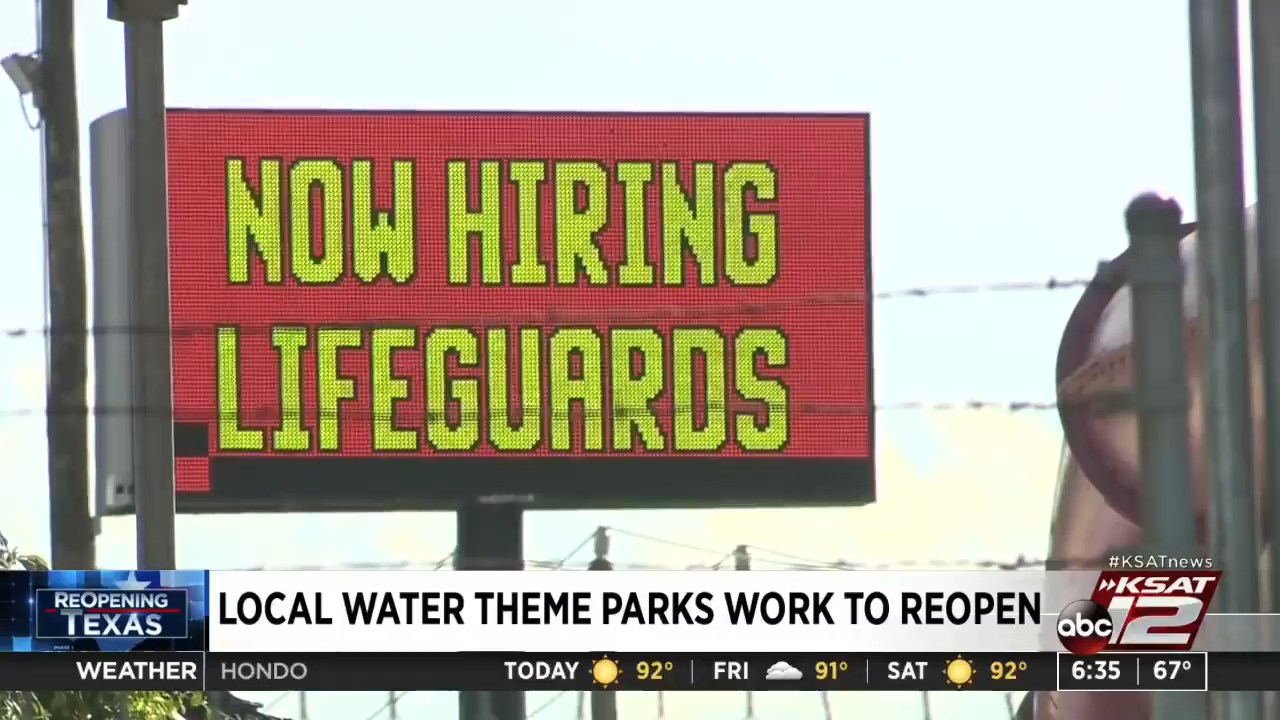 NOW HIRING
LIFEGUARDS
#KSATnews
REOPENING
TEXAS
LOCAL WATER THEME PARKS WORK TO REOPEN
KSAT
abc 12
WEATHER HONDO TODAY 92° FRI 91° SAT 92° 6:35 67°